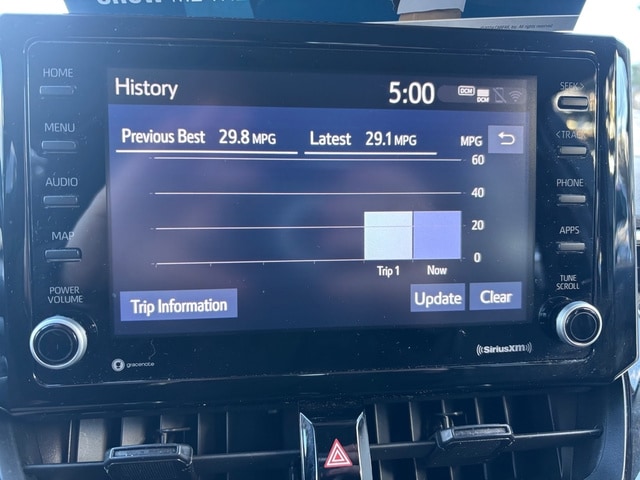 HOME
MENU
AUDIO
MAP
POWER
VOLUME
History
5:00
DCM
DCM
Previous Best 29.8 MPG
Latest 29.1 MPG
MPG
60
40
20
0
Trip 1
Now
Trip Information
Update
Clear
SEEK>
<TRACK
PHONE
APPS
TUNE
SCROLL
gracenote
((SiriusXM))